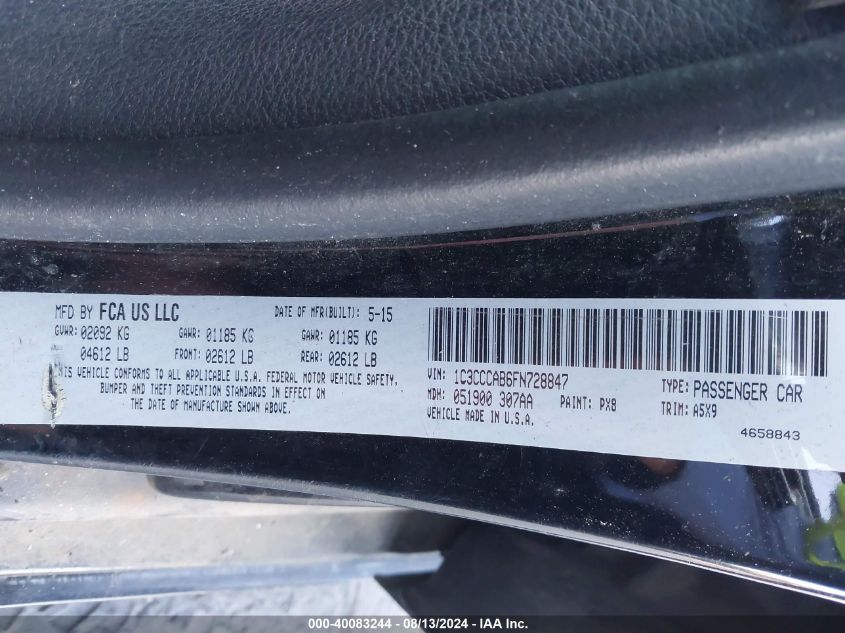 MFD BY FCA US LLC DATE OF MFR(BUILT): 5-15
GVWR: 02092 KG GAWR: 01185 KG GAWR: 01185 KG
04612 LB FRONT: 02612 LB REAR: 02612 LB
THIS VEHICLE CONFORMS TO ALL APPLICABLE U.S.A. FEDERAL MOTOR VEHICLE SAFETY,
BUMPER AND THEFT PREVENTION STANDARDS IN EFFECT ON
THE DATE OF MANUFACTURE SHOWN ABOVE.
VIN: 1C3CCCAB6FN728847 TYPE: PASSENGER CAR
MDH: 051900 307AA PAINT: PX8 TRIM: A5X9
VEHICLE MADE IN U.S.A.
4658843
000-40083244 - 08/13/2024 - IAA Inc.